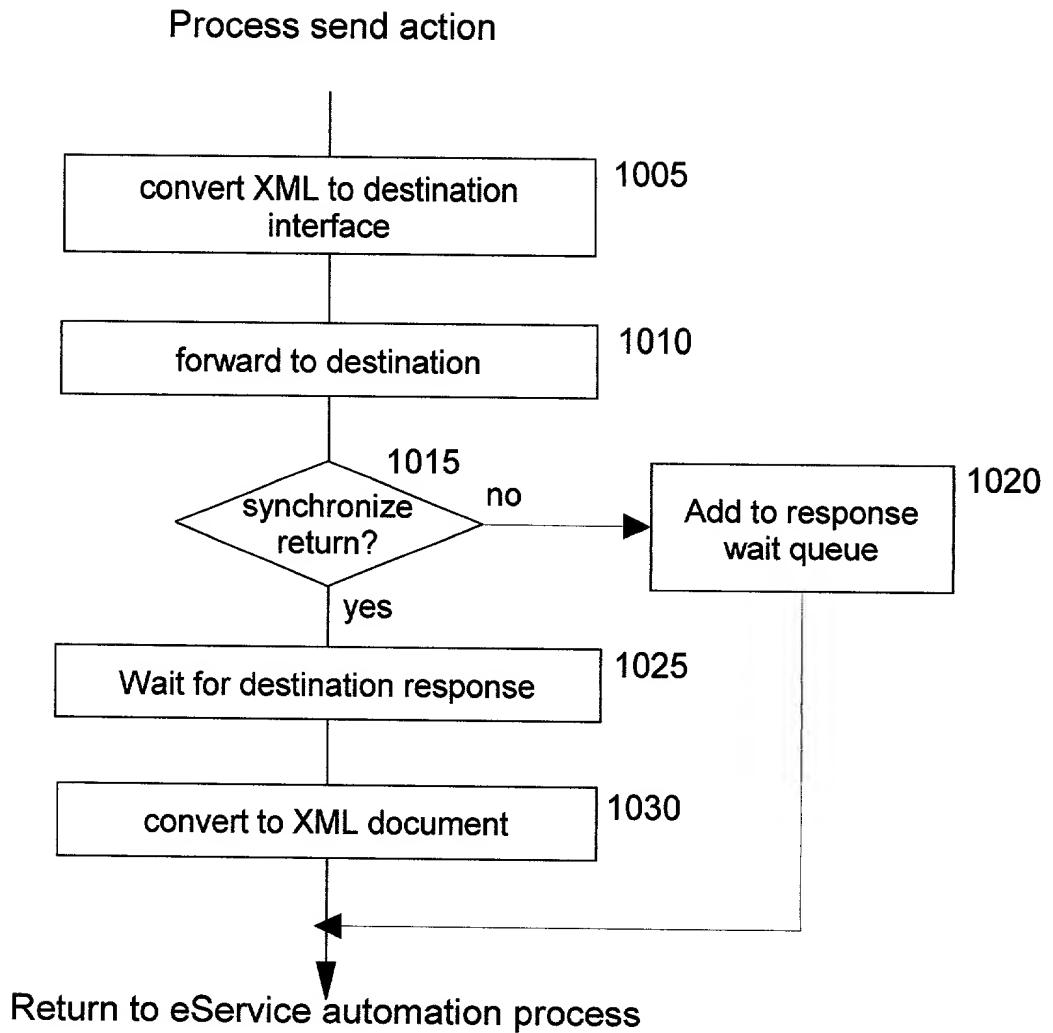 Process send action
convert XML to destination
interface
1005
forward to destination
1010
1015
synchronize
return?
no
Add to response
wait queue
1020
yes
Wait for destination response
1025
convert to XML document
1030
Return to eService automation process